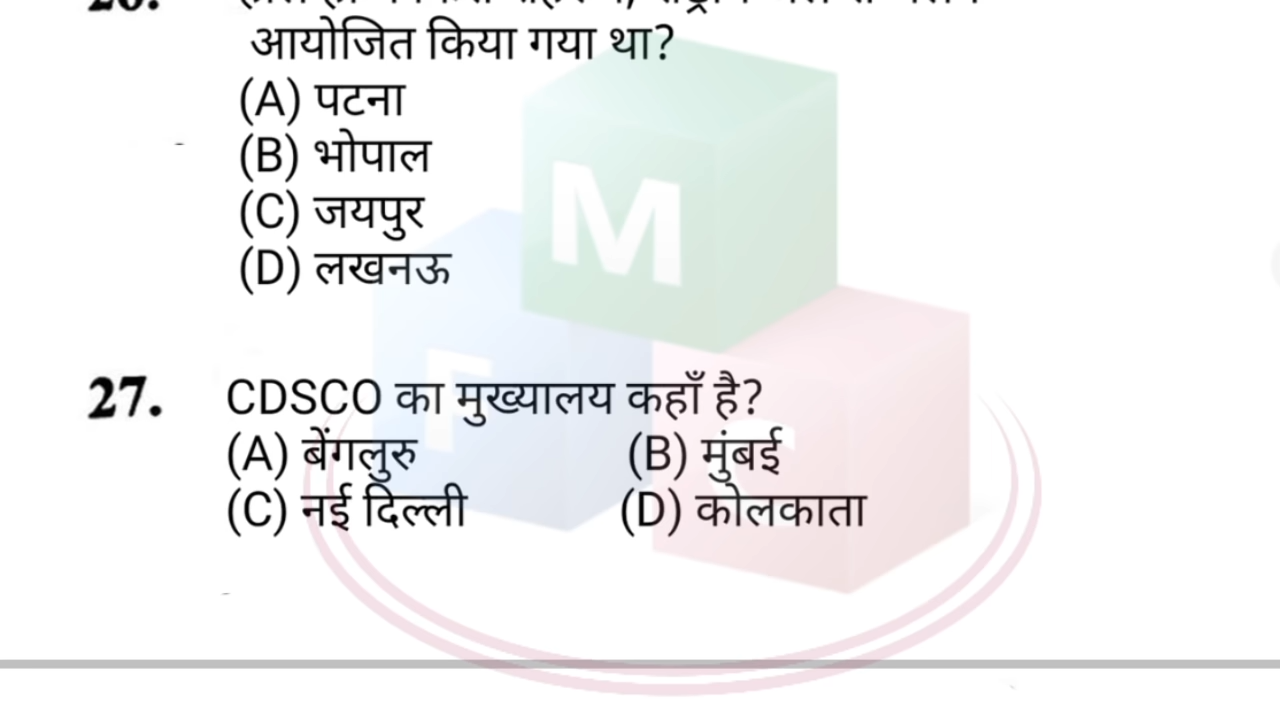 आयोजित किया गया था?
(A) पटना
(B) भोपाल
(C) जयपुर
(D) लखनऊ
M
F
C
27. CDSCO का मुख्यालय कहाँ है?
(A) बेंगलुरु (B) मुंबई
(C) नई दिल्ली (D) कोलकाता